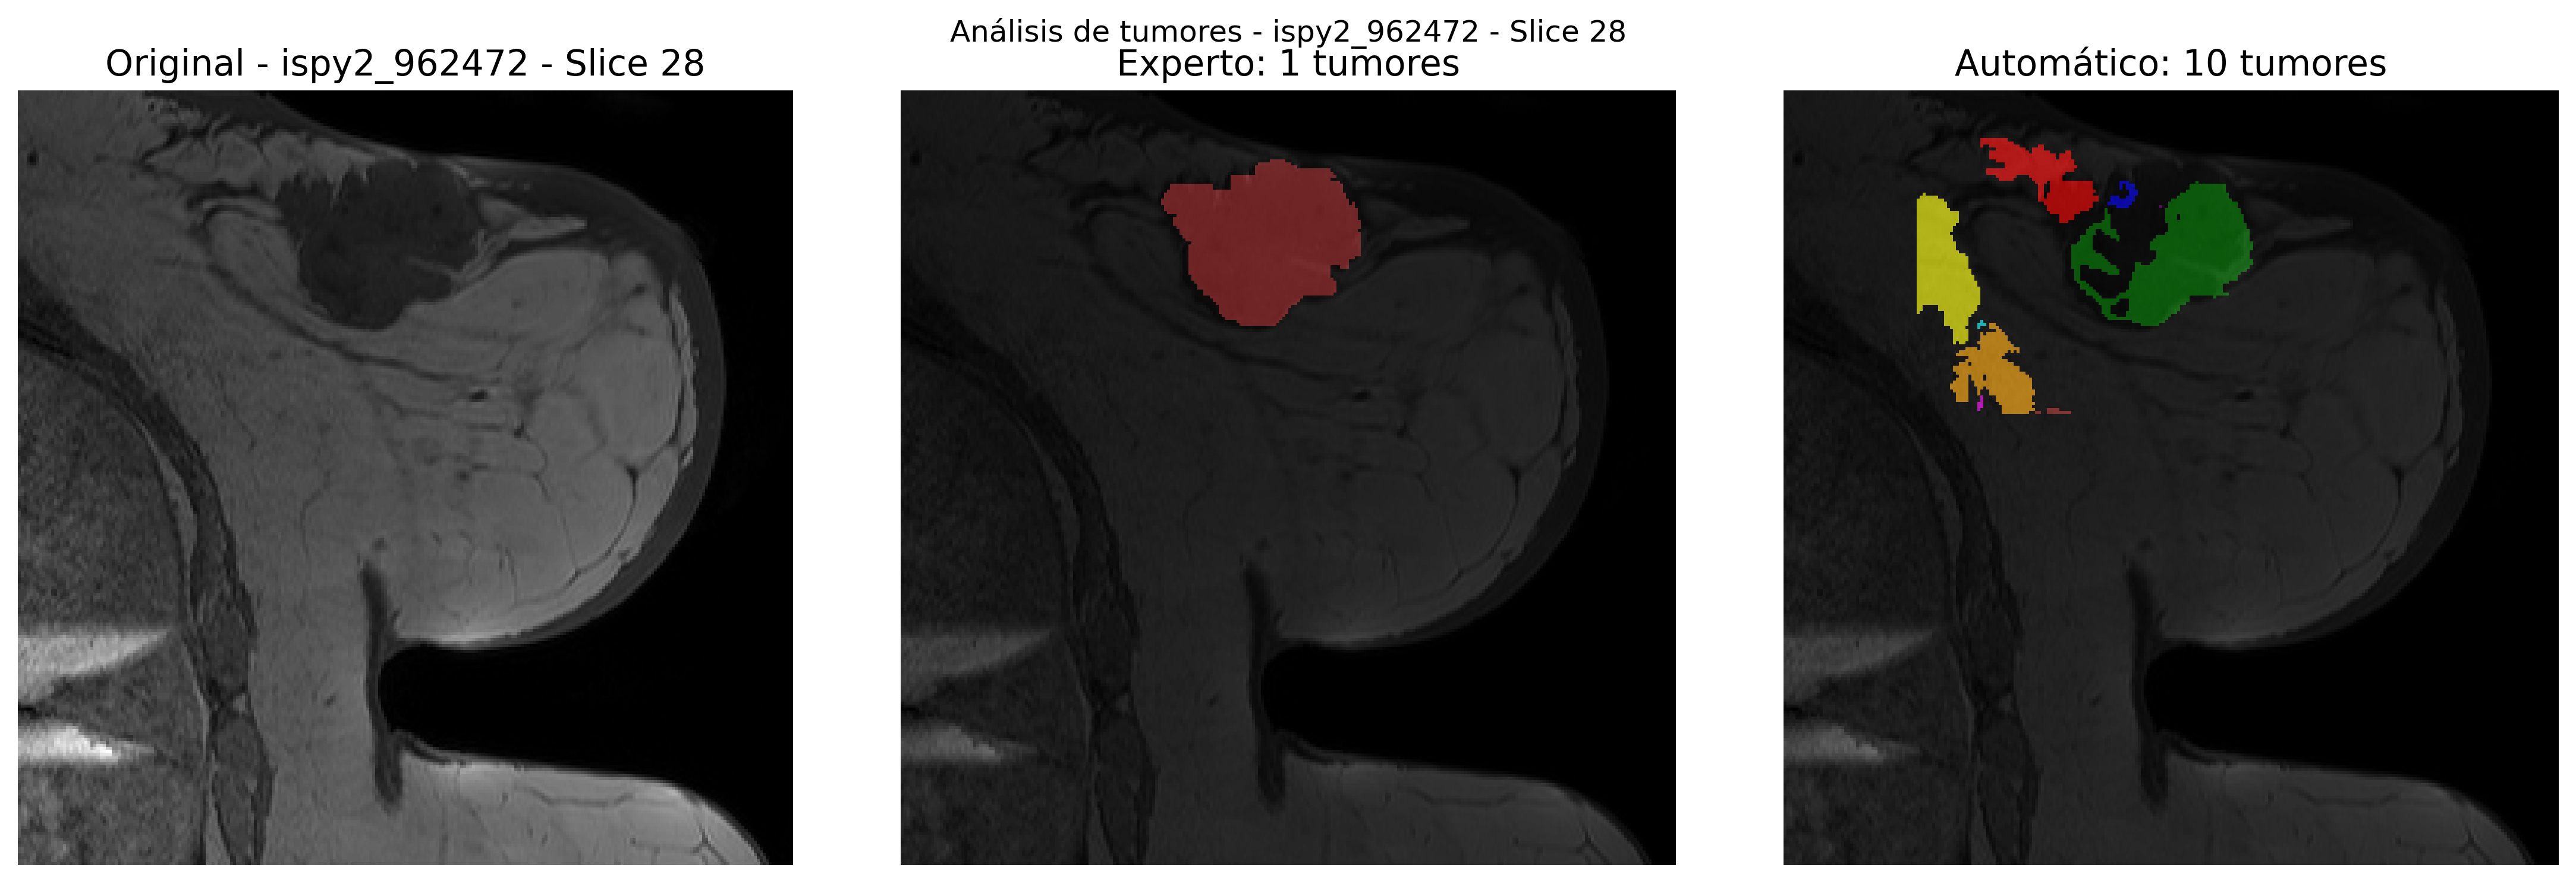 Análisis de tumores - ispy2_962472 - Slice 28
Original - ispy2_962472 - Slice 28
Experto: 1 tumores
Automático: 10 tumores